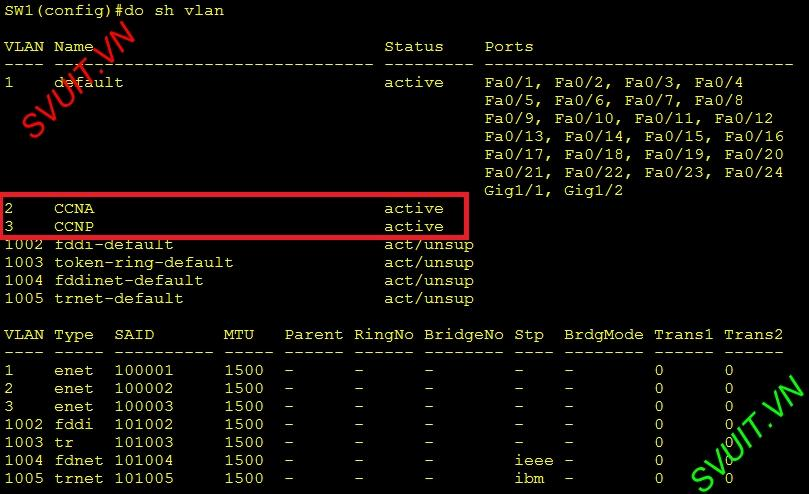 SW1(config)#do sh vlan
VLAN Name Status Ports
---- -------------------------------- --------- -------------------------------
1 default active Fa0/1, Fa0/2, Fa0/3, Fa0/4
Fa0/5, Fa0/6, Fa0/7, Fa0/8
Fa0/9, Fa0/10, Fa0/11, Fa0/12
Fa0/13, Fa0/14, Fa0/15, Fa0/16
Fa0/17, Fa0/18, Fa0/19, Fa0/20
Fa0/21, Fa0/22, Fa0/23, Fa0/24
Gig1/1, Gig1/2
2 CCNA active
3 CCNP active
1002 fddi-default act/unsup
1003 token-ring-default act/unsup
1004 fddinet-default act/unsup
1005 trnet-default act/unsup
VLAN Type SAID MTU Parent RingNo BridgeNo Stp BrdgMode Trans1 Trans2
---- ----- ---------- ----- ------ ------ -------- ---- -------- ------ ------
1 enet 100001 1500 - - - - - 0 0
2 enet 100002 1500 - - - - - 0 0
3 enet 100003 1500 - - - - - 0 0
1002 fddi 101002 1500 - - - - - 0 0
1003 tr 101003 1500 - - - - - 0 0
1004 fdnet 101004 1500 - - - ieee - 0 0
1005 trnet 101005 1500 - - - ibm - 0 0
SVUIT.VN
SVUIT.VN